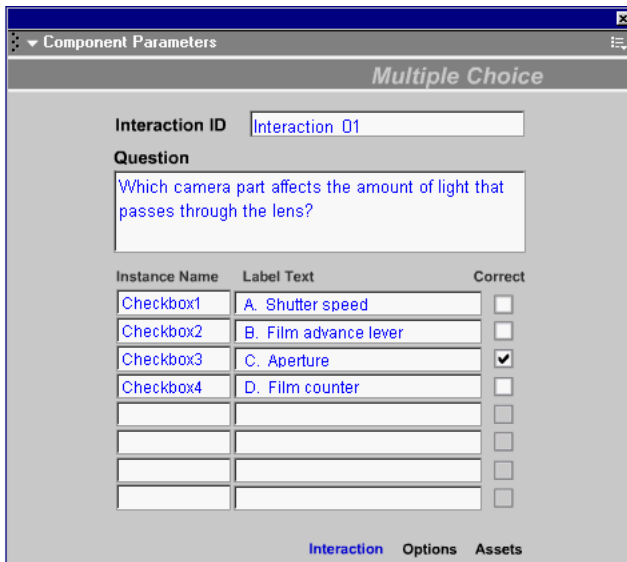 Component Parameters
Multiple Choice
Interaction ID Interaction 01
Question
Which camera part affects the amount of light that
passes through the lens?
Instance Name Label Text Correct
Checkbox1 A. Shutter speed
Checkbox2 B. Film advance lever
Checkbox3 C. Aperture
Checkbox4 D. Film counter
Interaction Options Assets